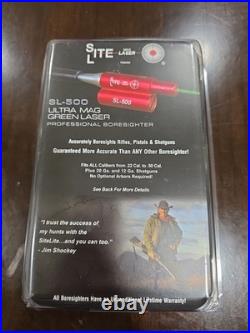 SITE LITE
LASER
SL-500
SL-500
ULTRA MAG
GREEN LASER
PROFESSIONAL BORESIGHTER
Accurately Boresights Rifles, Pistols & Shotguns
Guaranteed More Accurate Than ANY Other Boresighter!
Fits ALL Calibers from .22 Cal. to .50 Cal.
Plus 20 Ga. and 12 Ga. Shotguns
No Optional Arbors Required!
See Back For More Details
"I trust the success of
my hunts with the
SiteLite...and you can too."
- Jim Shockey
All Boresighters Have an Unconditional Lifetime Warranty!